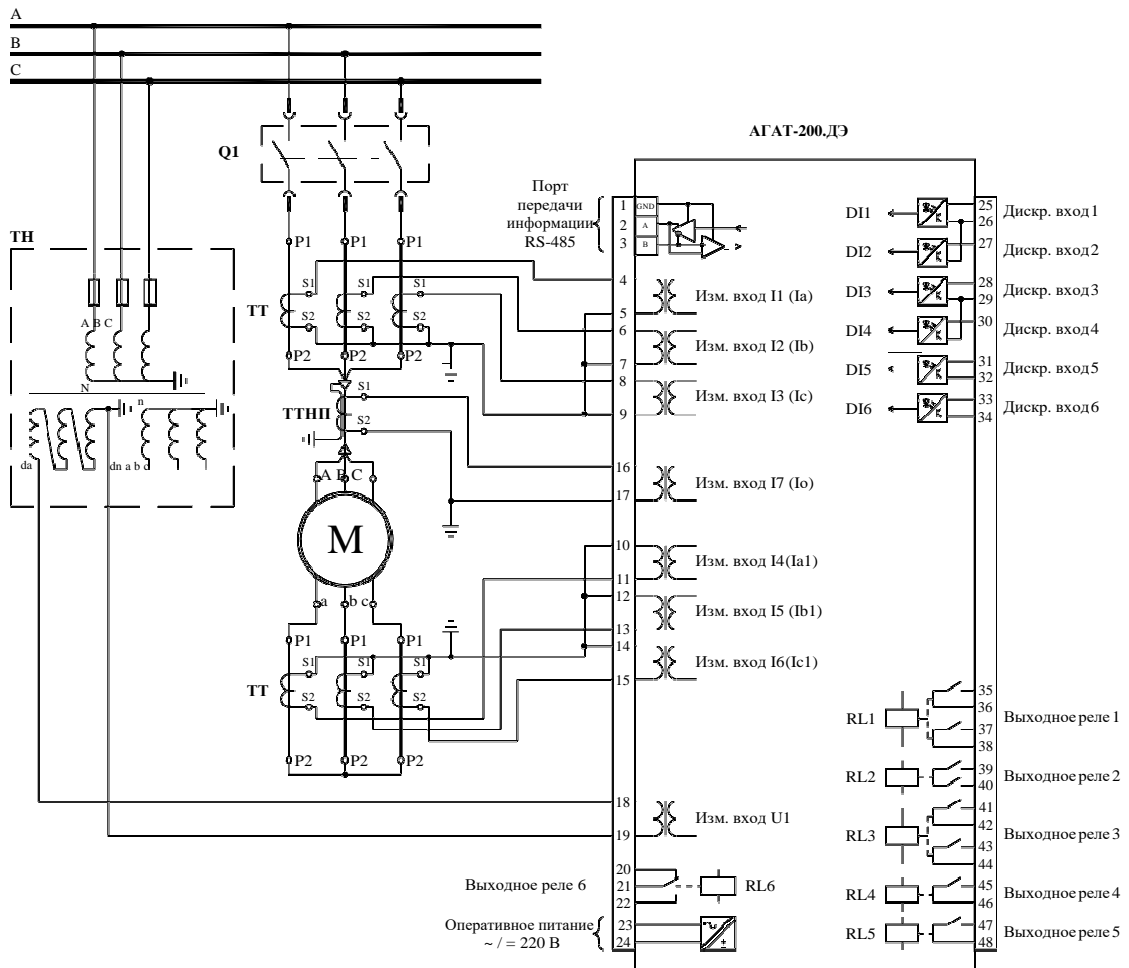 A
B
C
АГАТ-200.ДЭ
Q1
Порт
передачи
информации
RS-485
1 GND
2 A
3 B
DI1
25
26
Дискр. вход 1
DI2
27
Дискр. вход 2
DI3
28
29
Дискр. вход 3
DI4
30
Дискр. вход 4
DI5
31
32
Дискр. вход 5
DI6
33
34
Дискр. вход 6
ТН
A B C
N
n
da
dn a b c
P1 P1 P1
S1 S1 S1
ТТ
S2 S2 S2
P2 P2 P2
4
5
Изм. вход I1 (Ia)
6
7
Изм. вход I2 (Ib)
8
9
Изм. вход I3 (Ic)
ТТНП
S1
S2
16
17
Изм. вход I7 (Io)
A B C
M
a b c
10
11
Изм. вход I4(Ia1)
12
13
Изм. вход I5 (Ib1)
14
15
Изм. вход I6(Ic1)
P1 P1 P1
S1 S1 S1
ТТ
S2 S2 S2
P2 P2 P2
18
19
Изм. вход U1
Выходное реле 6
20
21
22
RL6
Оперативное питание
~ / = 220 В
23
24
RL1
35
36
37
38
Выходное реле 1
RL2
39
40
Выходное реле 2
RL3
41
42
43
44
Выходное реле 3
RL4
45
46
Выходное реле 4
RL5
47
48
Выходное реле 5